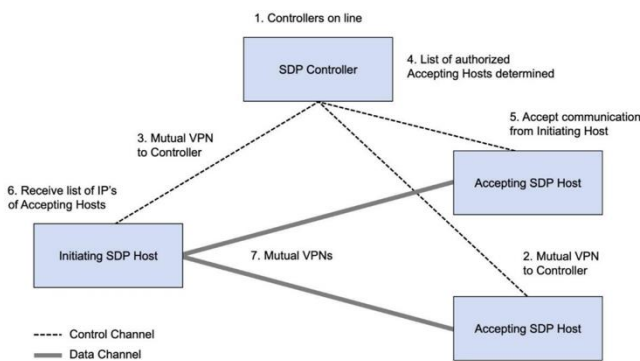 1. Controllers on line
SDP Controller
4. List of authorized
Accepting Hosts determined
5. Accept communication
from Initiating Host
3. Mutual VPN
to Controller
Accepting SDP Host
6. Receive list of IP's
of Accepting Hosts
Initiating SDP Host
7. Mutual VPNs
2. Mutual VPN
to Controller
Accepting SDP Host
Control Channel
Data Channel